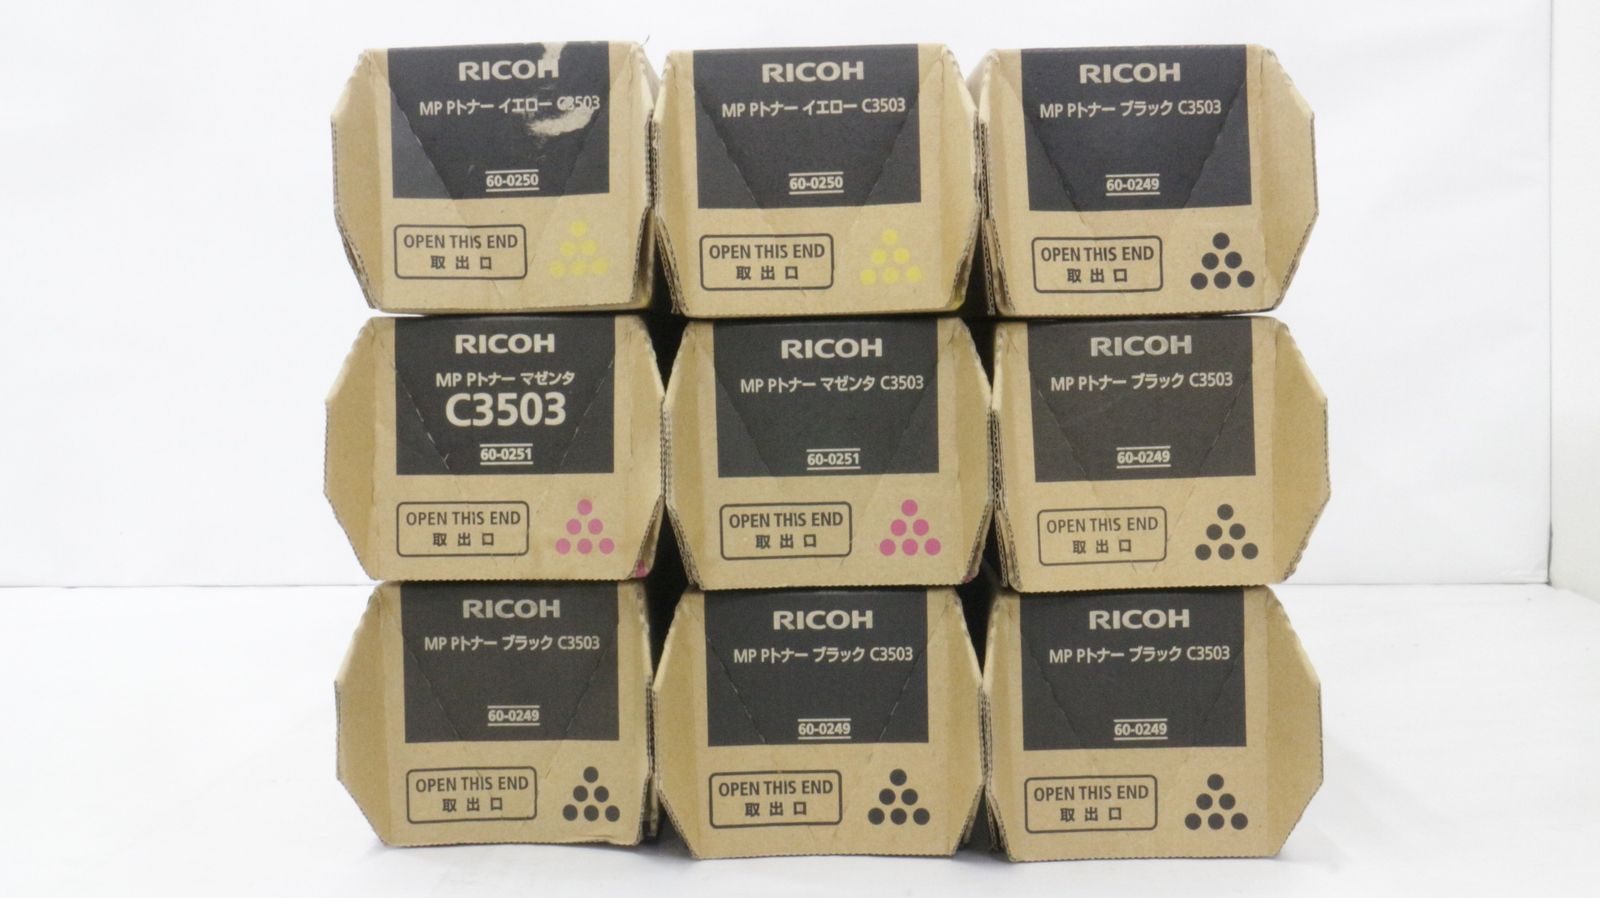 RICOH
MP Pトナー イエロー C3503
60-0250
OPEN THIS END
取出口
RICOH
MP Pトナー イエロー C3503
60-0250
OPEN THIS END
取出口
RICOH
MP Pトナー ブラック C3503
60-0249
OPEN THIS END
取出口
RICOH
MP Pトナー マゼンタ
C3503
60-0251
OPEN THIS END
取出口
RICOH
MP Pトナー マゼンタ C3503
60-0251
OPEN THIS END
取出口
RICOH
MP Pトナー ブラック C3503
60-0249
OPEN THIS END
取出口
RICOH
MP Pトナー ブラック C3503
60-0249
OPEN THIS END
取出口
RICOH
MP Pトナー ブラック C3503
60-0249
OPEN THIS END
取出口
RICOH
MP Pトナー ブラック C3503
60-0249
OPEN THIS END
取出口